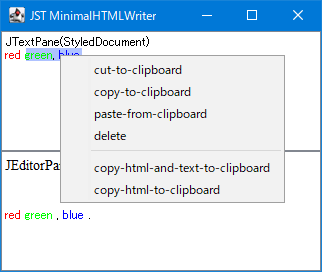 JST MinimalHTMLWriter
JTextPane(StyledDocument)
red green, blue
cut-to-clipboard
copy-to-clipboard
paste-from-clipboard
delete
copy-html-and-text-to-clipboard
copy-html-to-clipboard
JEditorPa
red green , blue .